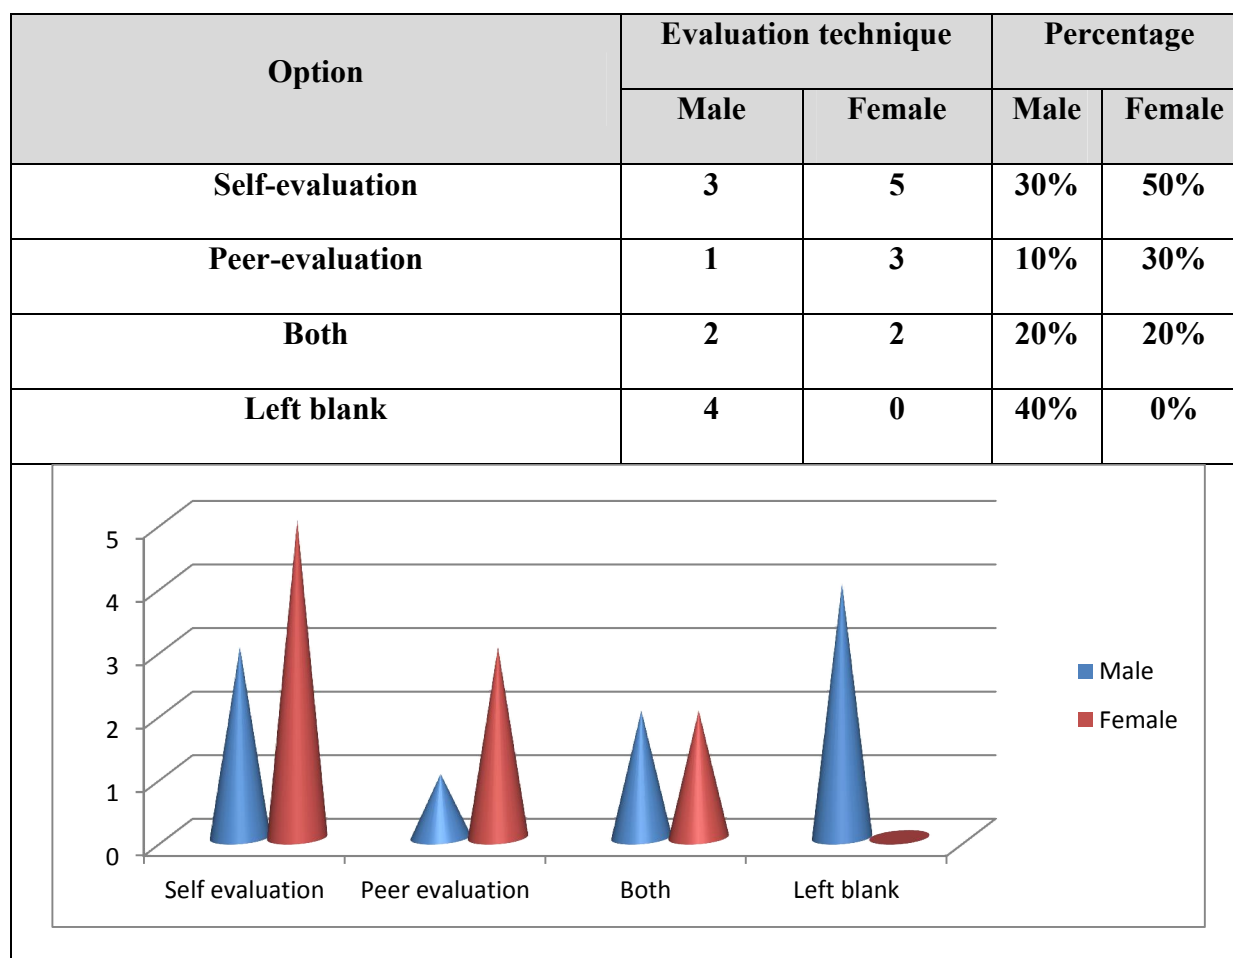 Option Evaluation technique Percentage
Male Female Male Female
Self-evaluation 3 5 30% 50%
Peer-evaluation 1 3 10% 30%
Both 2 2 20% 20%
Left blank 4 0 40% 0%
5
4
3
2
1
0
Self evaluation Peer evaluation Both Left blank
Male
Female